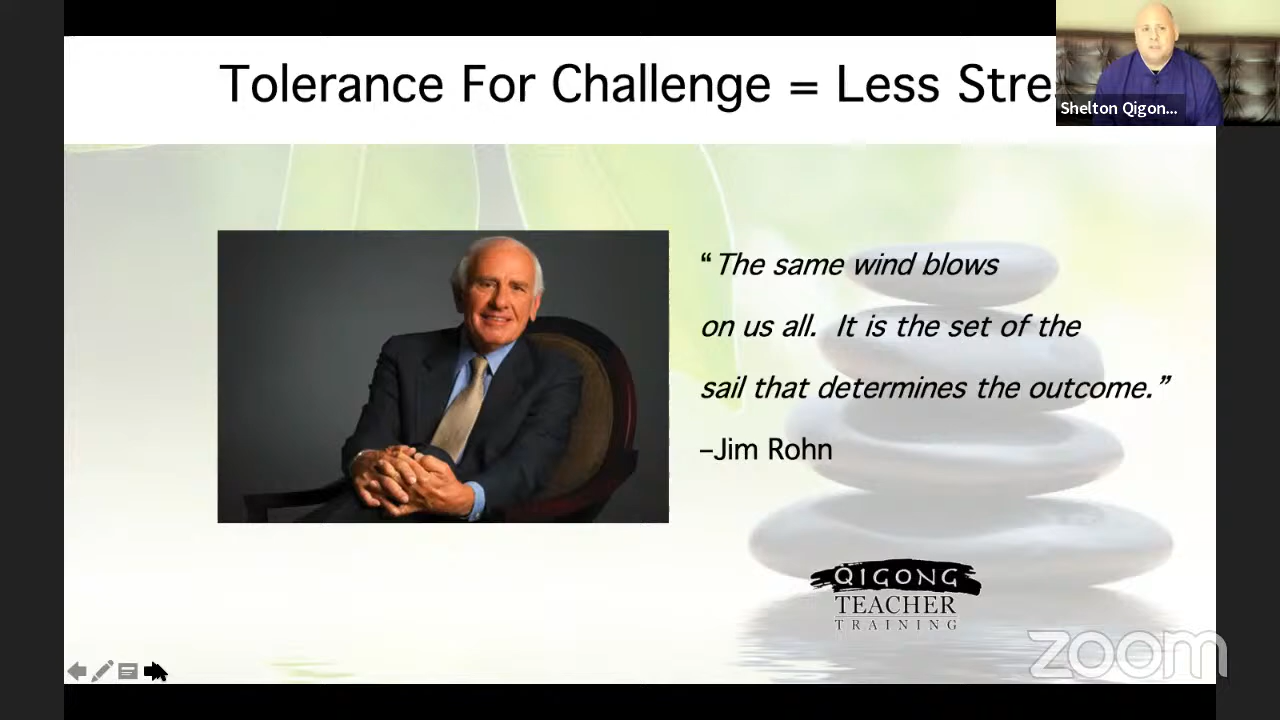 Tolerance For Challenge = Less Stre
Shelton Qigon...
“The same wind blows
on us all.  It is the set of the
sail that determines the outcome.”
–Jim Rohn
QIGONG
TEACHER
TRAINING
zoom